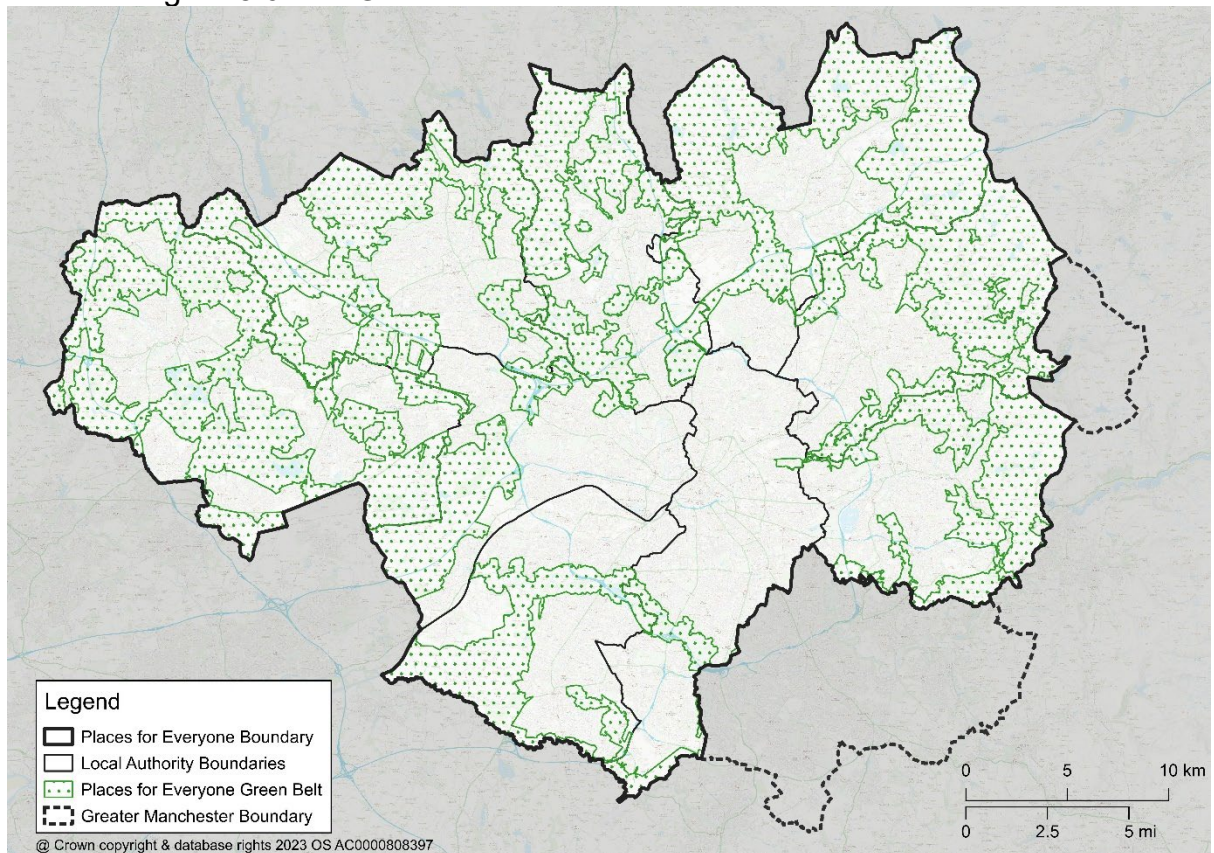 Legend
Places for Everyone Boundary
Local Authority Boundaries
Places for Everyone Green Belt
Greater Manchester Boundary
@ Crown copyright & database rights 2023 OS AC0000808397
0 5 10 km
0 2.5 5 mi